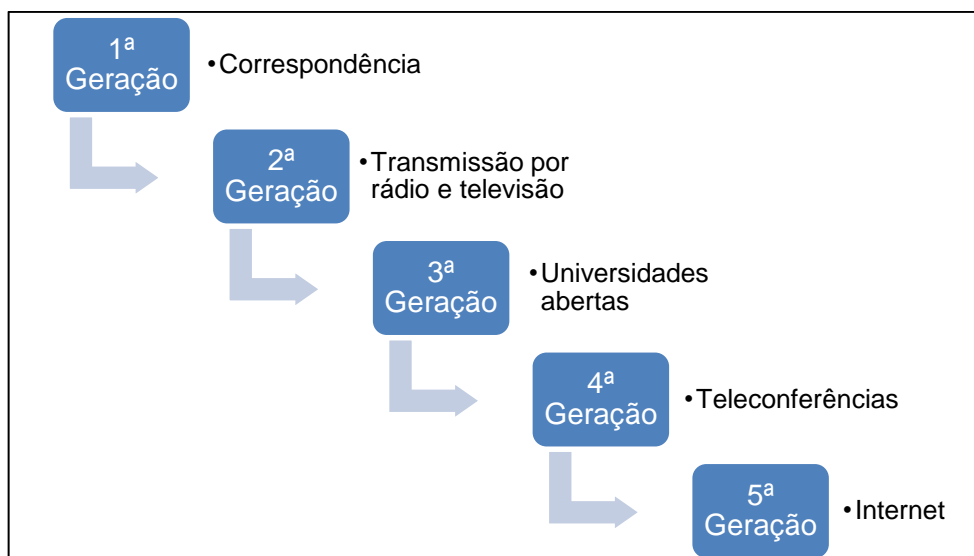 1ª
Geração
•Correspondência
2ª
Geração
•Transmissão por
rádio e televisão
3ª
Geração
•Universidades
abertas
4ª
Geração
•Teleconferências
5ª
Geração
•Internet